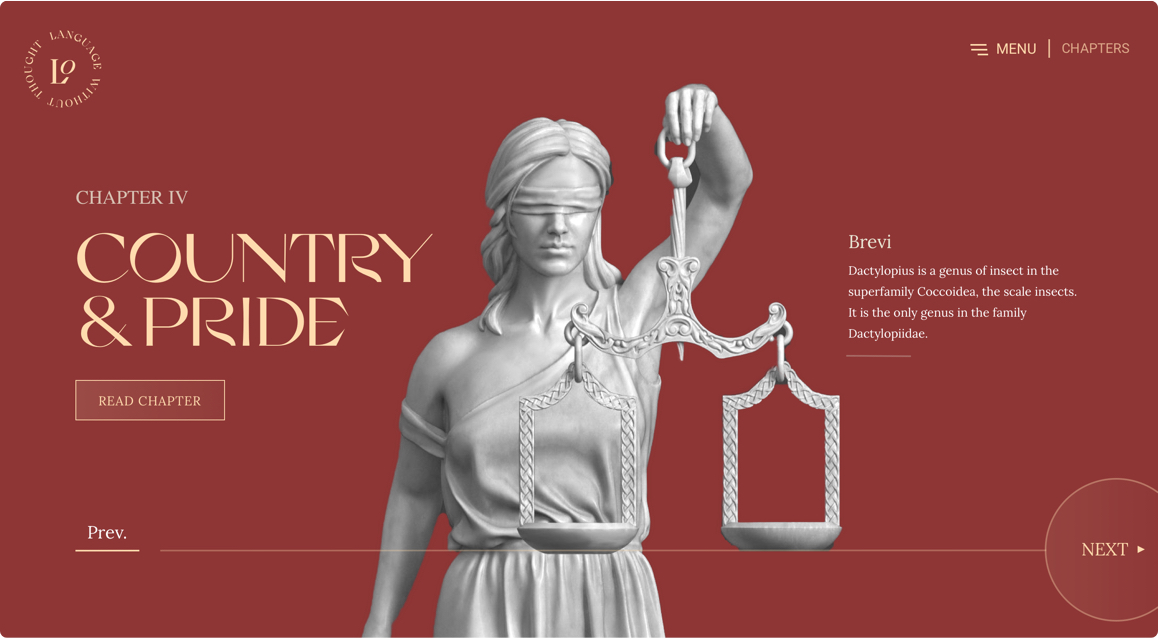 LANGUAGE WITHOUT THOUGHT
Lo
MENU | CHAPTERS
CHAPTER IV
COUNTRY
& PRIDE
READ CHAPTER
Brevi
Dactylopius is a genus of insect in the
superfamily Coccoidea, the scale insects.
It is the only genus in the family
Dactylopiidae.
Prev.
NEXT